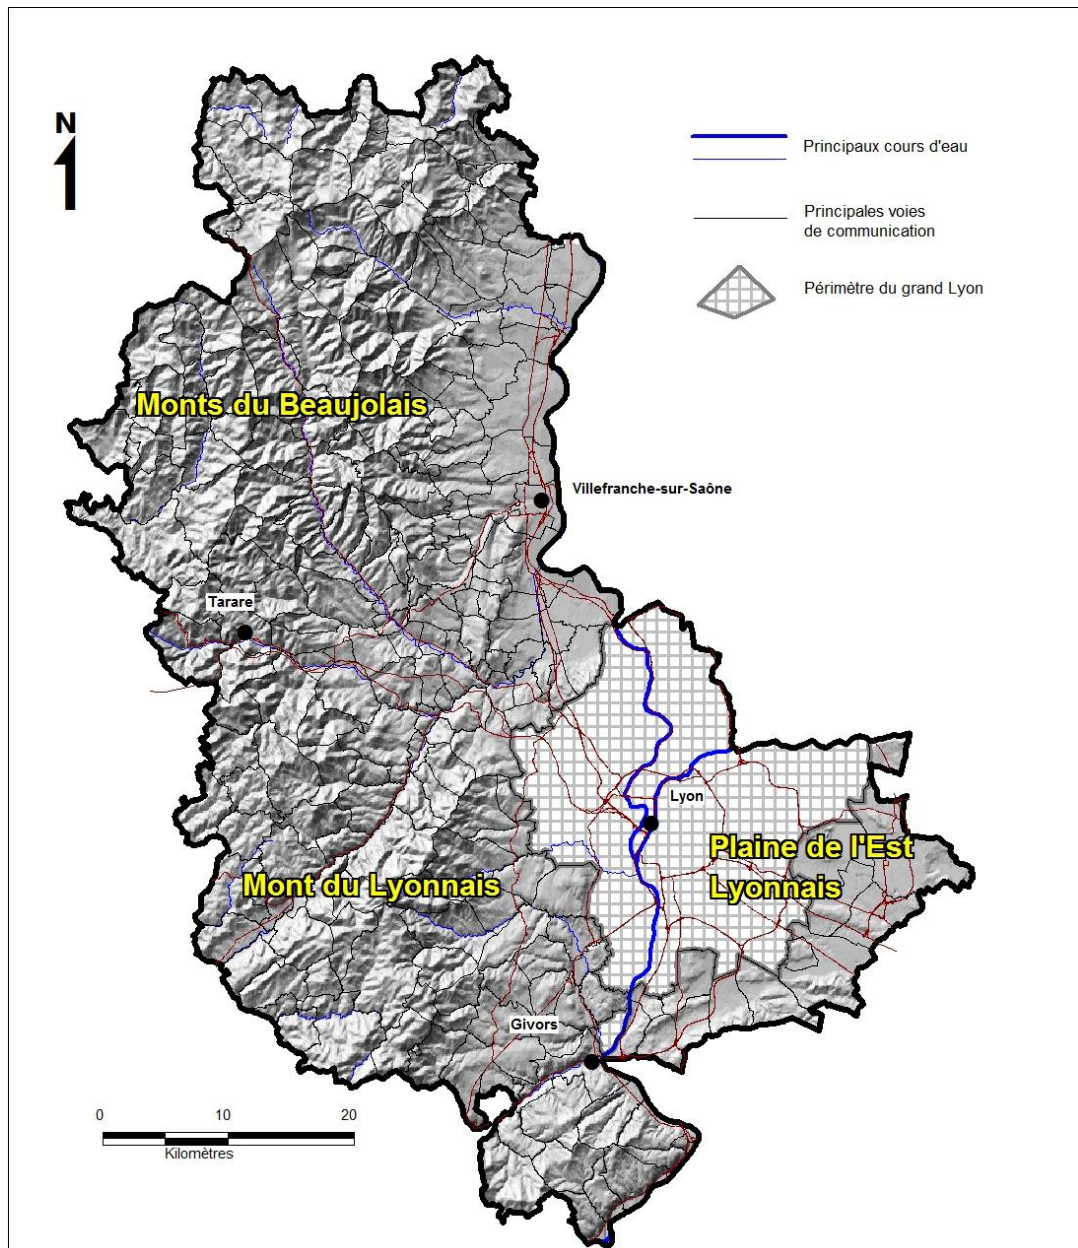 N
Principaux cours d'eau
Principales voies
de communication
Périmètre du grand Lyon
Monts du Beaujolais
Villefranche-sur-Saône
Tarare
Lyon
Plaine de l'Est
Lyonnais
Mont du Lyonnais
Givors
0 10 20
Kilomètres